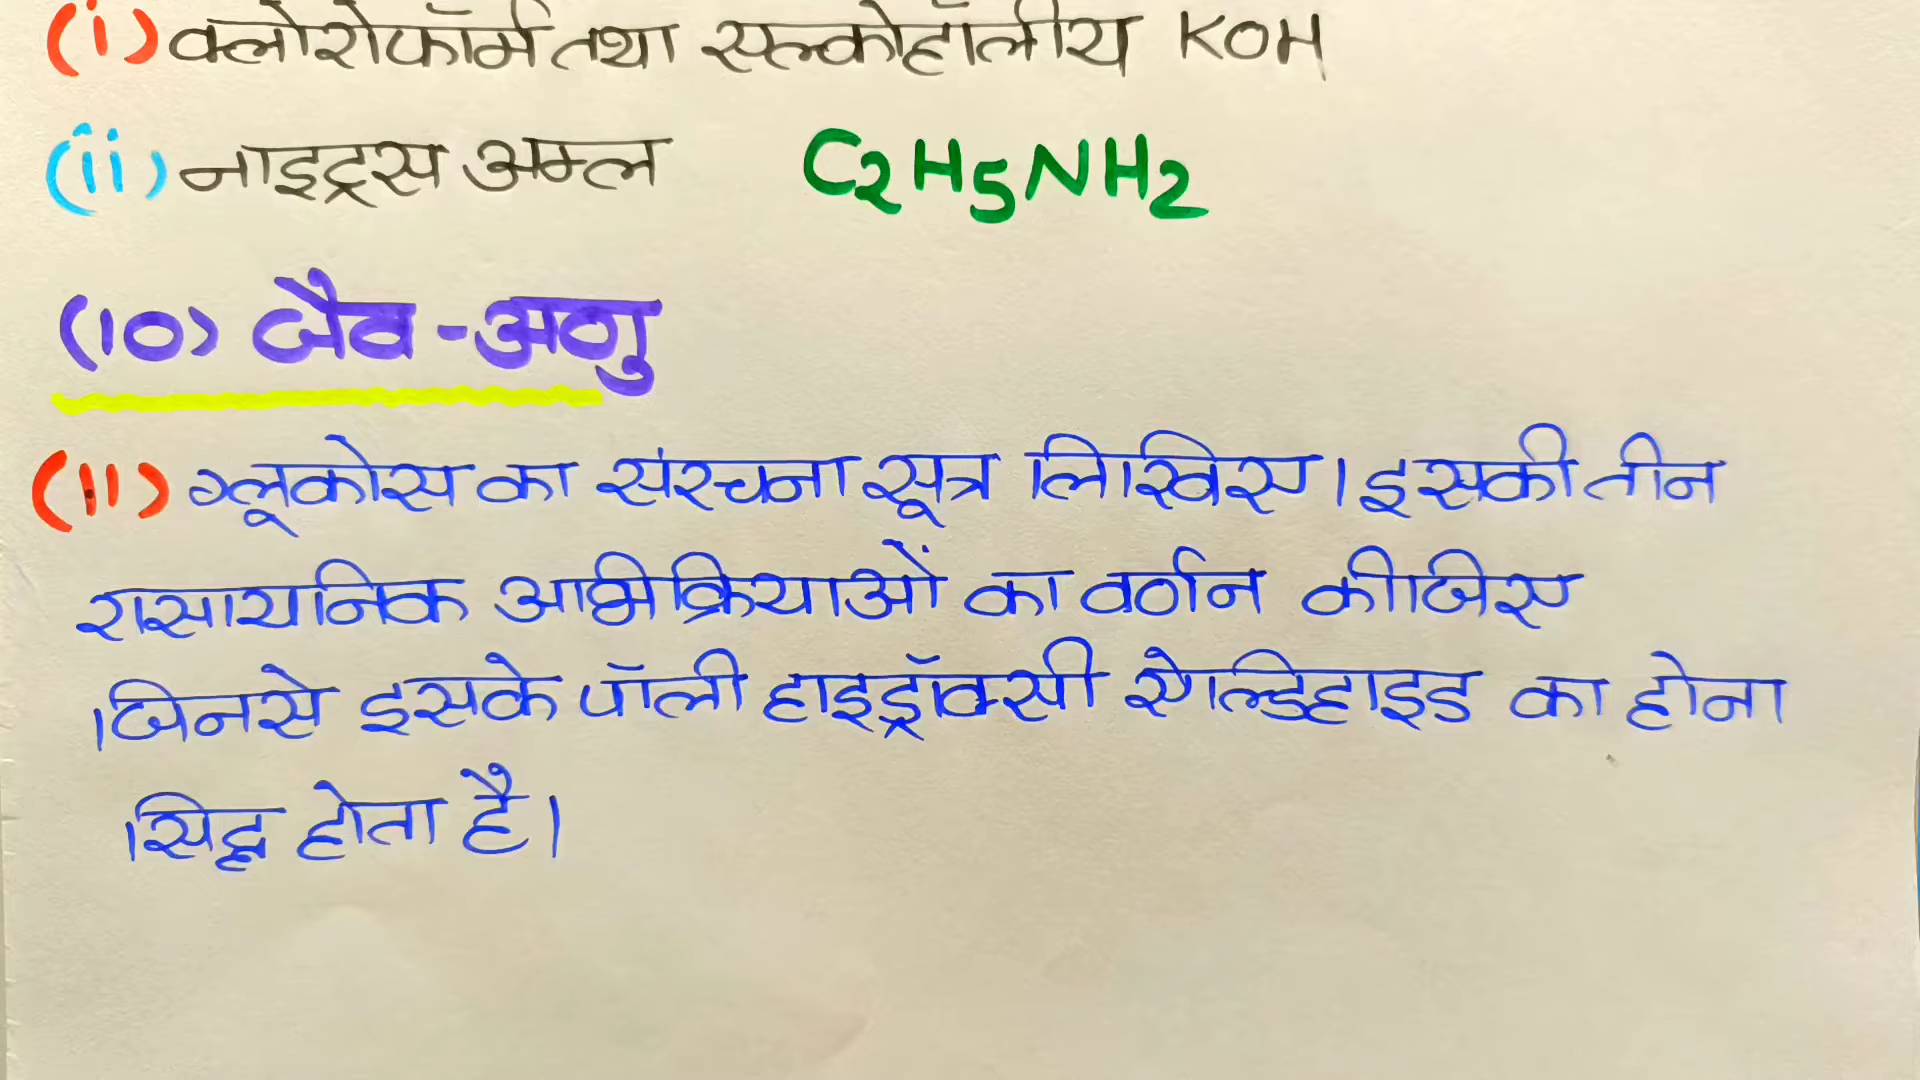 (i) क्लोरोफॉर्म तथा एल्कोहॉलीय KOH
(ii) नाइट्रस अम्ल C2H5NH2
(10) जैव-अणु
(11) ग्लूकोस का संरचना सूत्र लिखिए। इसकी तीन
रासायनिक अभिक्रियाओं का वर्णन कीजिए
जिनसे इसके पॉली हाइड्रॉक्सी ऐल्डिहाइड का होना
सिद्ध होता है।